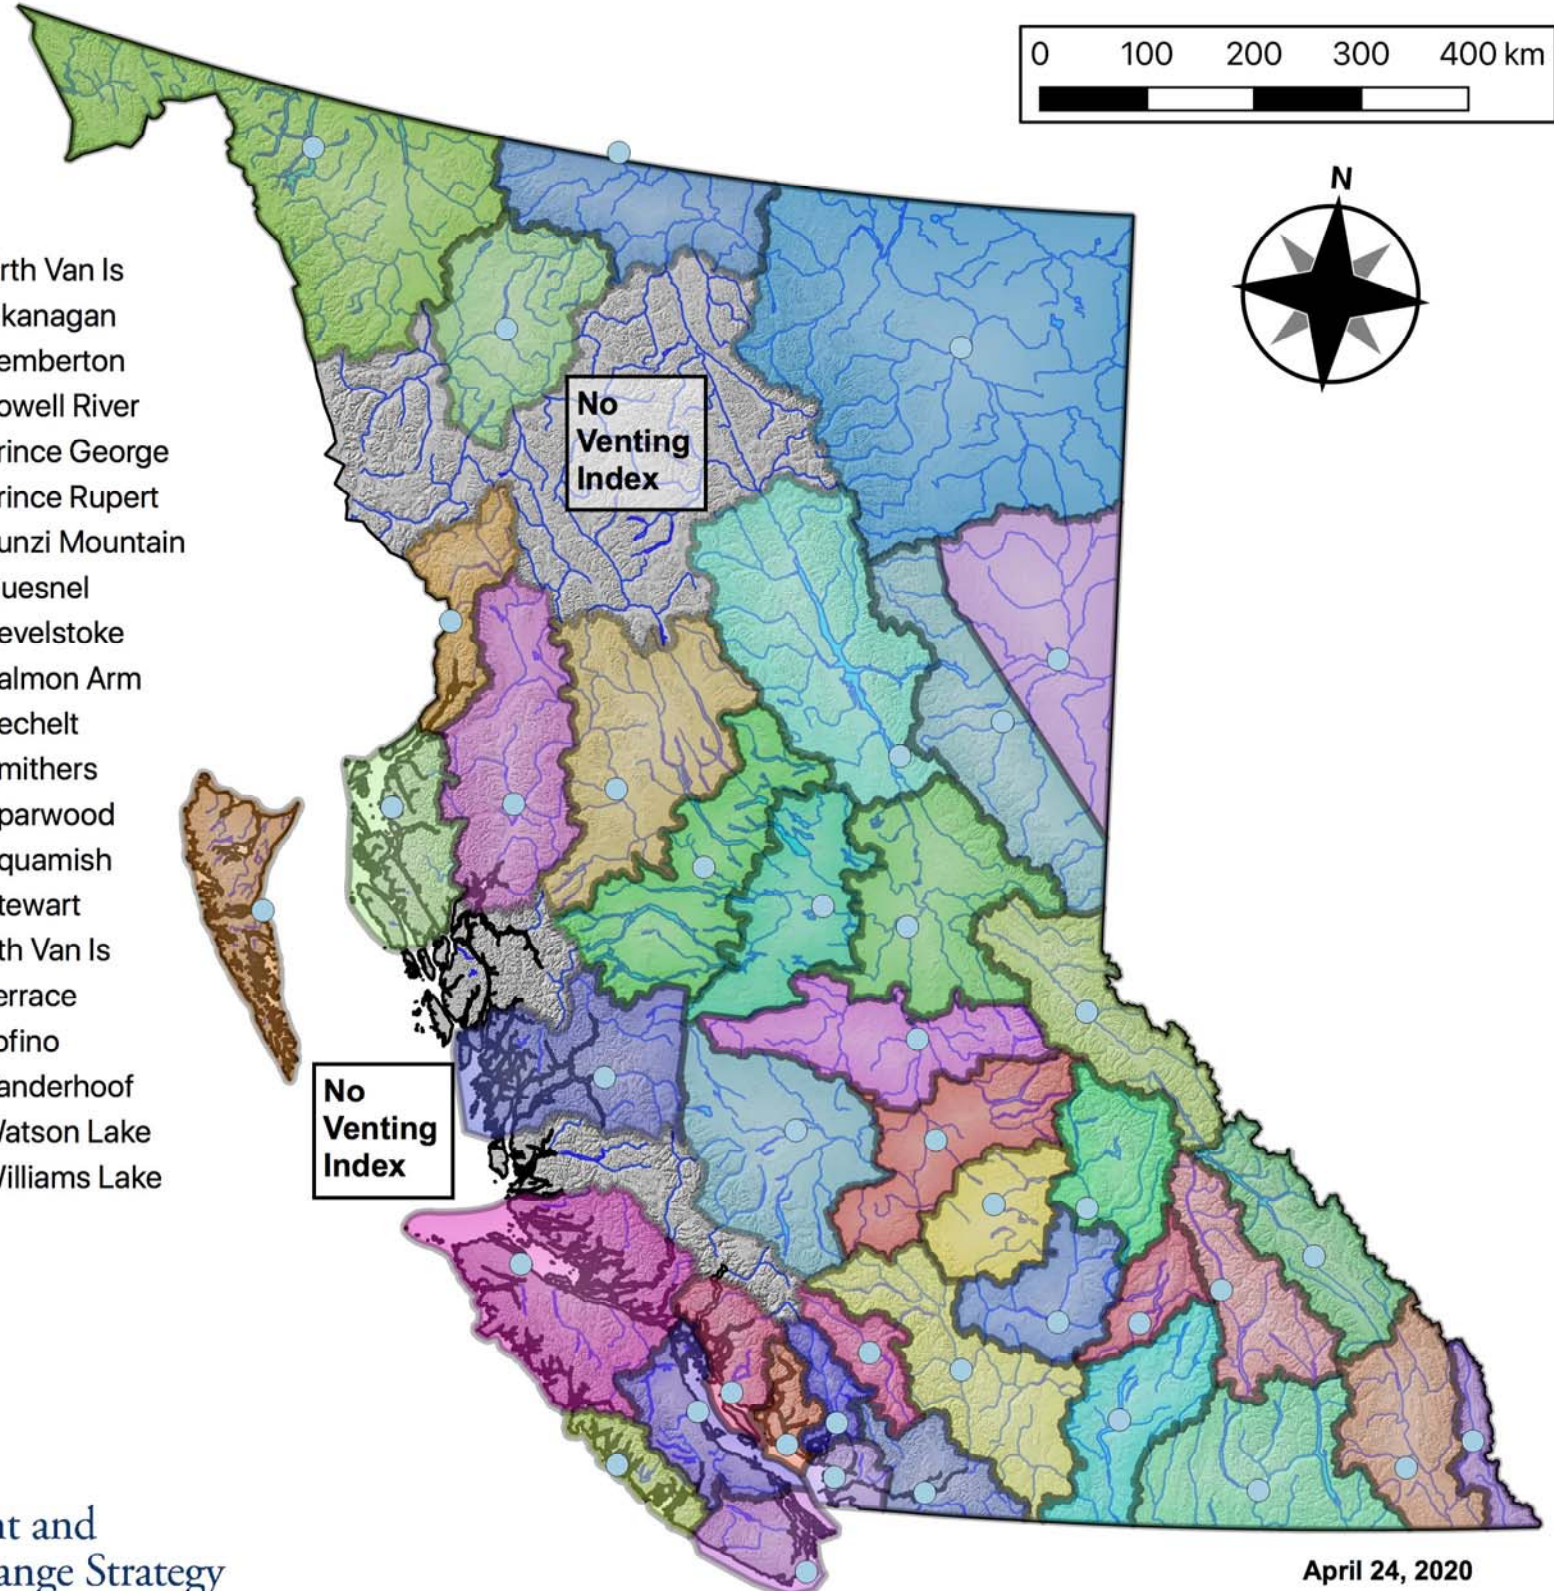 0 100 200 300 400 km
N
rth Van Is
kanagan
emberton
owell River
rince George
rince Rupert
unzi Mountain
uesnel
evelstoke
almon Arm
echelt
mithers
parwood
quamish
tewart
th Van Is
errace
ofino
anderhoof
Watson Lake
Williams Lake
No
Venting
Index
No
Venting
Index
nt and
ange Strategy
April 24, 2020